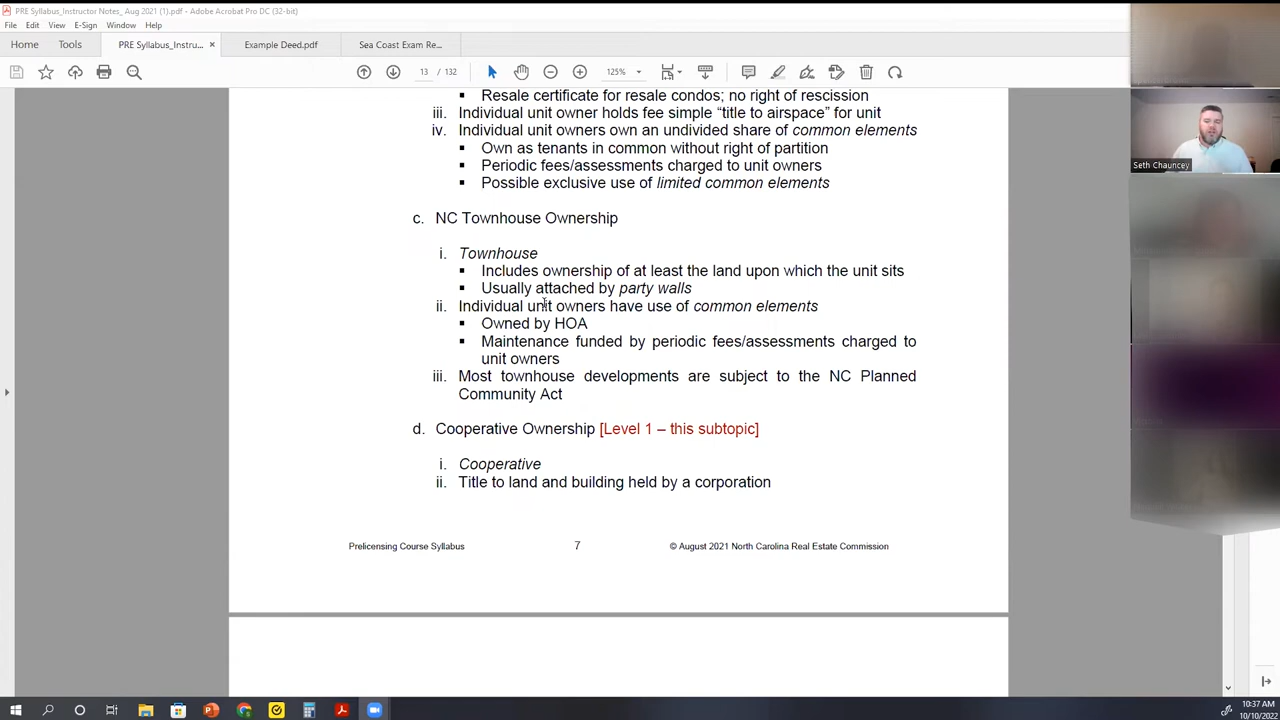 PRE Syllabus_Instructor Notes_ Aug 2021 (1).pdf - Adobe Acrobat Pro DC (32-bit)
File Edit View E-Sign Window Help
Home Tools PRE Syllabus_Instru... × Example Deed.pdf Sea Coast Exam Re...
13 / 132 125%
▪ Resale certificate for resale condos; no right of rescission
iii. Individual unit owner holds fee simple “title to airspace” for unit
iv. Individual unit owners own an undivided share of common elements
▪ Own as tenants in common without right of partition
▪ Periodic fees/assessments charged to unit owners
▪ Possible exclusive use of limited common elements
Seth Chauncey
c. NC Townhouse Ownership
i. Townhouse
▪ Includes ownership of at least the land upon which the unit sits
▪ Usually attached by party walls
ii. Individual unit owners have use of common elements
▪ Owned by HOA
▪ Maintenance funded by periodic fees/assessments charged to
unit owners
iii. Most townhouse developments are subject to the NC Planned
Community Act
d. Cooperative Ownership [Level 1 – this subtopic]
i. Cooperative
ii. Title to land and building held by a corporation
Prelicensing Course Syllabus 7 © August 2021 North Carolina Real Estate Commission
10:37 AM
10/10/2022